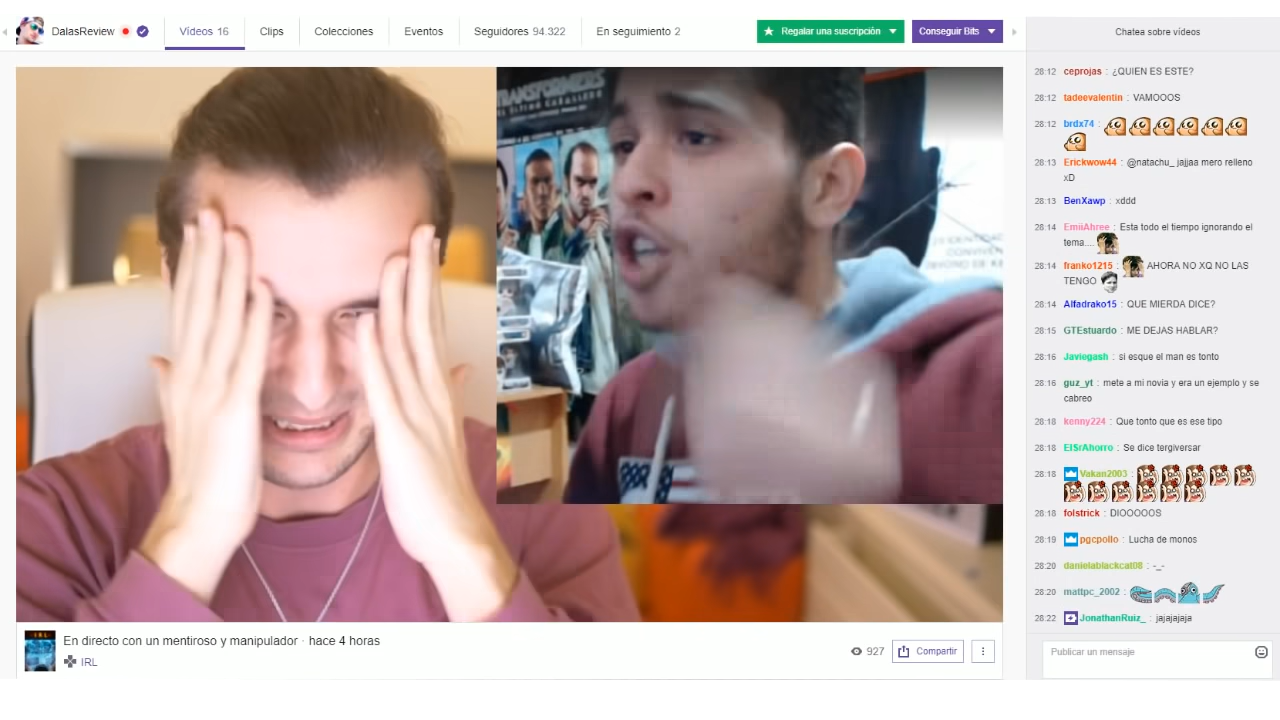 DalasReview
Vídeos 16
Clips
Colecciones
Eventos
Seguidores 94.322
En seguimiento 2
Regalar una suscripción
Conseguir Bits
Chatea sobre vídeos
TRANSFORMERS
EL ÚLTIMO CABALLERO
28:12 ceprojas : ¿QUIEN ES ESTE?
28:12 tadeevalentin : VAMOOOS
28:12 brdx74 :
28:13 Erickwow44 : @natachu_ jajjaa mero relleno
xD
28:13 BenXawp : xddd
28:14 EmiiAhree : Esta todo el tiempo ignorando el
tema....
28:14 franko1215 : AHORA NO XQ NO LAS
TENGO
28:14 Alfadrako15 : QUE MIERDA DICE?
28:15 GTEstuardo : ME DEJAS HABLAR?
28:16 Javiegash : si esque el man es tonto
28:16 guz_yt : mete a mi novia y era un ejemplo y se
cabreo
28:18 kenny224 : Que tonto que es ese tipo
28:18 ElSrAhorro : Se dice tergiversar
28:18 Vakan2003 :
28:18 folstrick : DIOOOOOS
28:19 pgcpollo : Lucha de monos
28:20 danielablackcat08 : -_-
28:20 mattpc_2002 :
28:22 JonathanRuiz_ : jajajajaja
En directo con un mentiroso y manipulador · hace 4 horas
IRL
927
Compartir
Publicar un mensaje